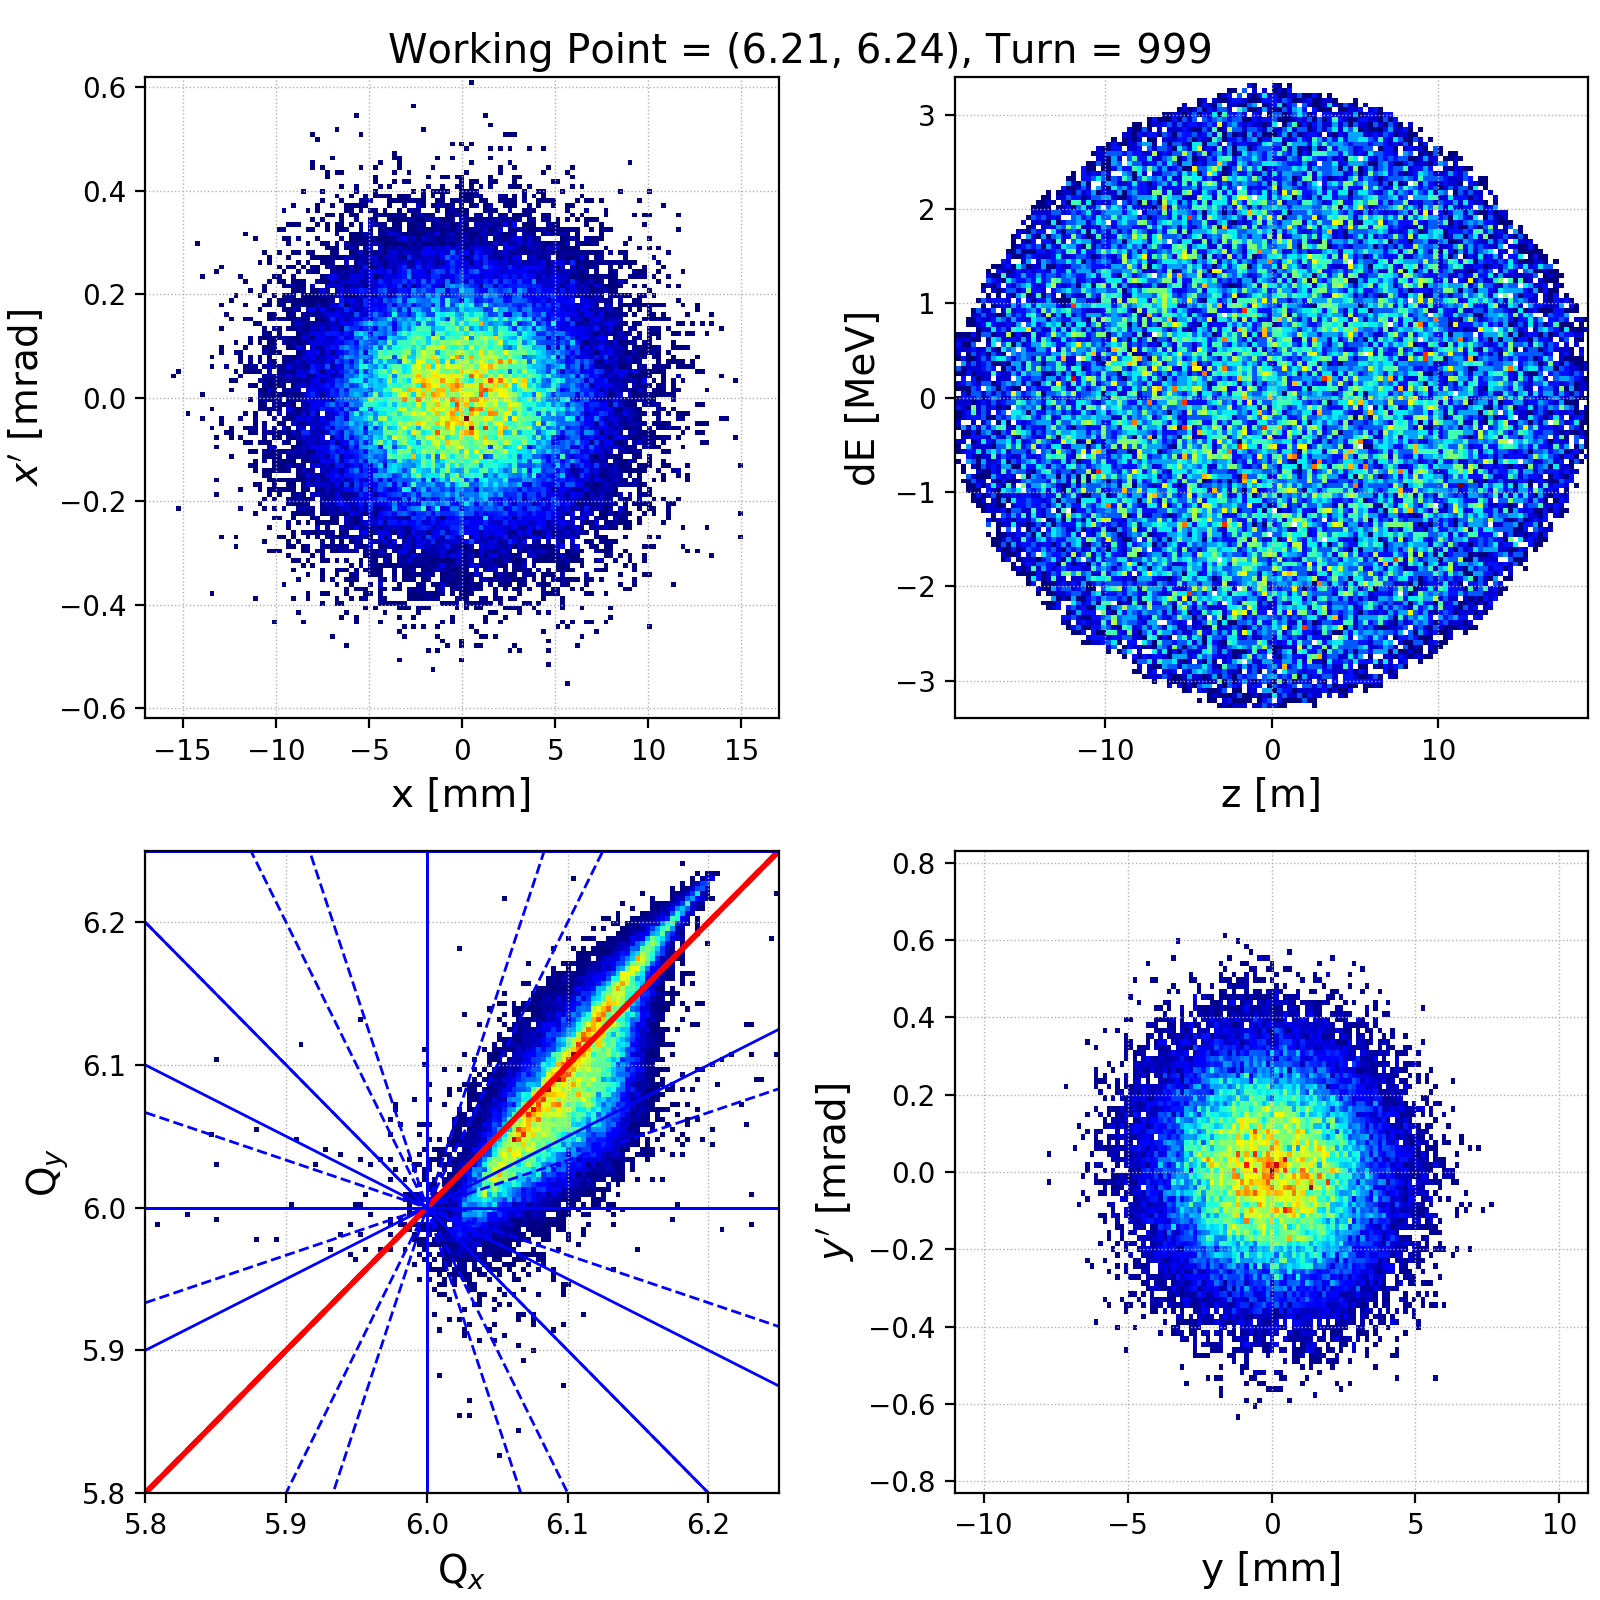 Working Point = (6.21, 6.24), Turn = 999
0.6
0.4
0.2
0.0
−0.2
−0.4
−0.6
x′ [mrad]
−15 −10 −5 0 5 10 15
x [mm]
3
2
1
0
−1
−2
−3
dE [MeV]
−10 0 10
z [m]
6.2
6.1
6.0
5.9
5.8
Qy
5.8 5.9 6.0 6.1 6.2
Qx
0.8
0.6
0.4
0.2
0.0
−0.2
−0.4
−0.6
−0.8
y′ [mrad]
−10 −5 0 5 10
y [mm]